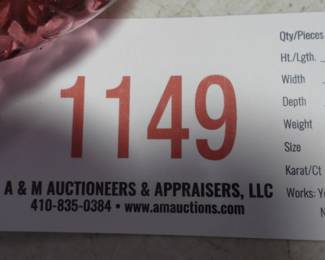 Qty/Pieces
Ht./Lgth.
Width
Depth
Weight
Size
Karat/Ct
Works:
1149
A & M AUCTIONEERS & APPRAISERS, LLC
410-835-0384 • www.amauctions.com